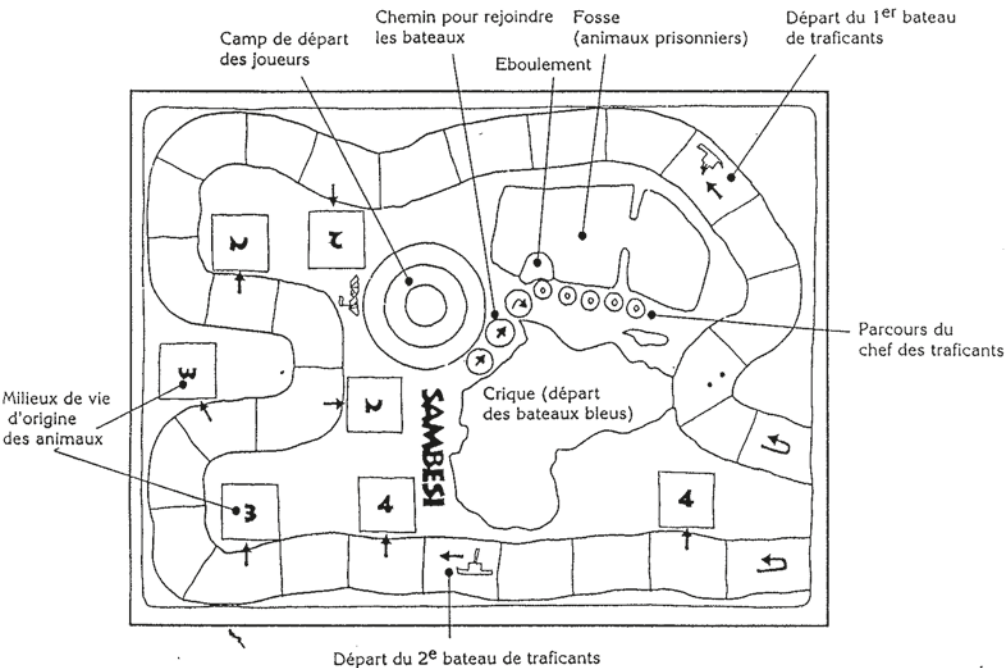 Camp de départ
des joueurs
Chemin pour rejoindre
les bateaux
Eboulement
Fosse
(animaux prisonniers)
Départ du 1er bateau
de traficants
2
2
3
Milieux de vie
d'origine
des animaux
2
SAMBESI
Crique (départ
des bateaux bleus)
Parcours du
chef des traficants
3
4
4
Départ du 2e bateau de traficants